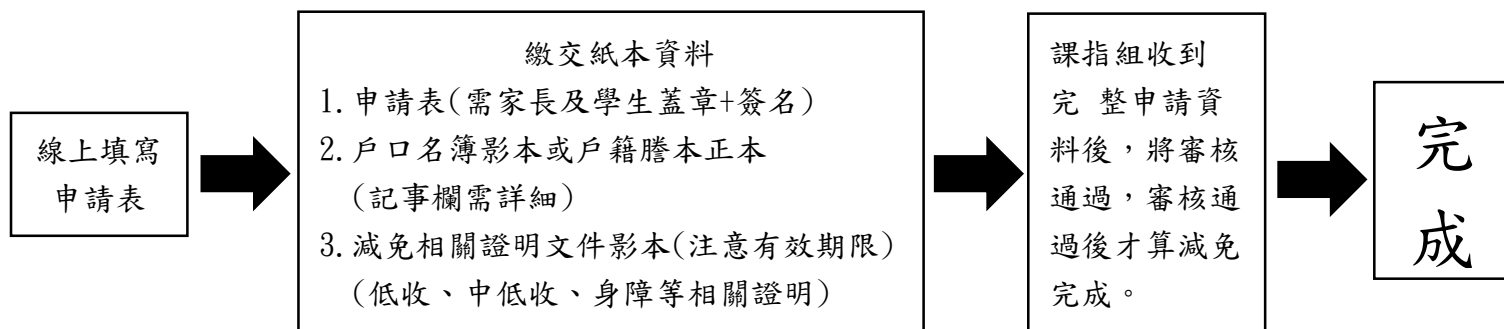 線上填寫
申請表
繳交紙本資料
1.申請表(需家長及學生蓋章+簽名)
2.戶口名簿影本或戶籍謄本正本
(記事欄需詳細)
3.減免相關證明文件影本(注意有效期限)
(低收、中低收、身障等相關證明)
課指組收到
完 整申請資
料後，將審核
通過，審核通
過後才算減免
完成。
完
成